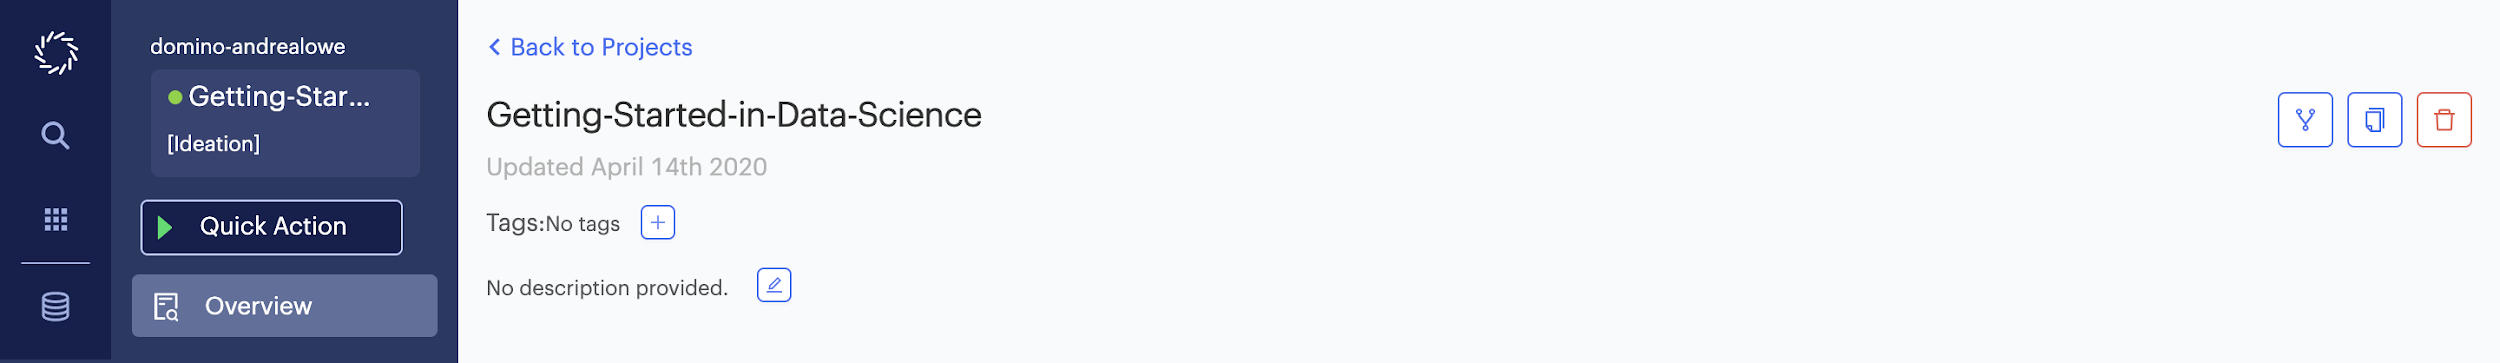 domino-andrealowe
Getting-Star...
[Ideation]
Quick Action
Overview
Back to Projects
Getting-Started-in-Data-Science
Updated April 14th 2020
Tags:No tags
No description provided.